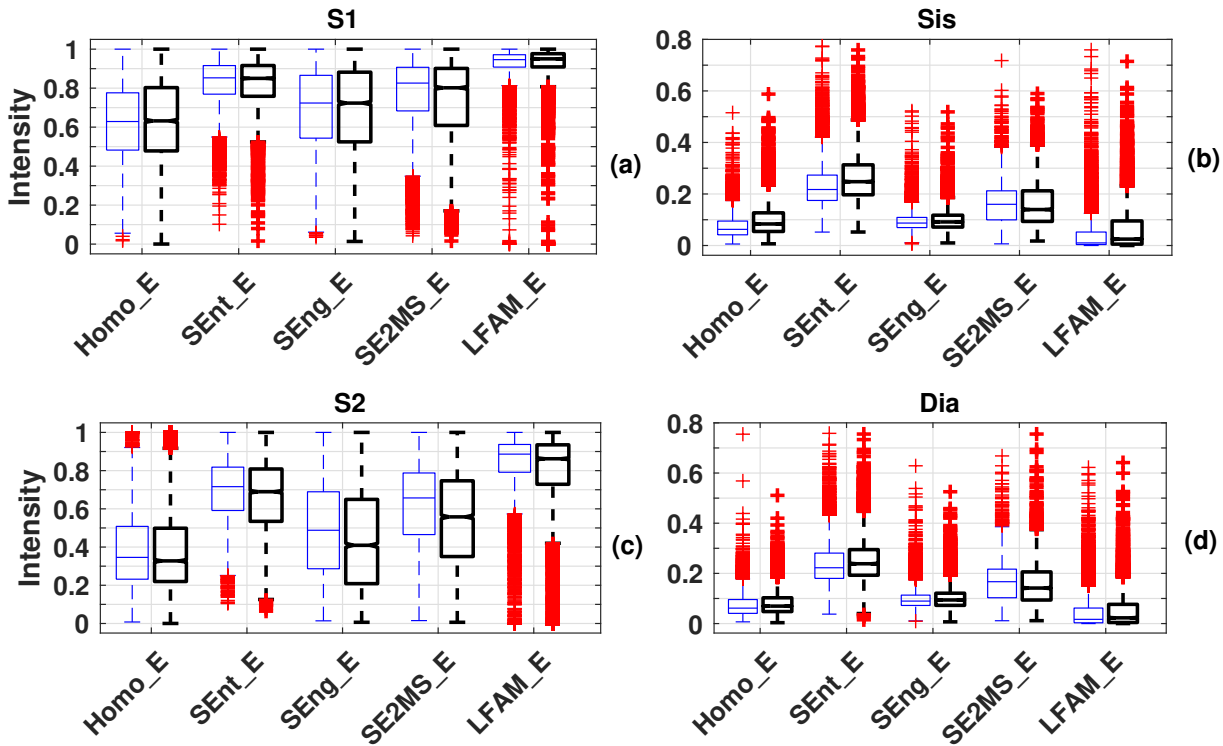 S1
Intensity
1
0.8
0.6
0.4
0.2
0
Homo_E
SEnt_E
SEng_E
SE2MS_E
LFAM_E
(a)
Sis
0.8
0.6
0.4
0.2
0
Homo_E
SEnt_E
SEng_E
SE2MS_E
LFAM_E
(b)
S2
Intensity
1
0.8
0.6
0.4
0.2
0
Homo_E
SEnt_E
SEng_E
SE2MS_E
LFAM_E
(c)
Dia
0.8
0.6
0.4
0.2
0
Homo_E
SEnt_E
SEng_E
SE2MS_E
LFAM_E
(d)